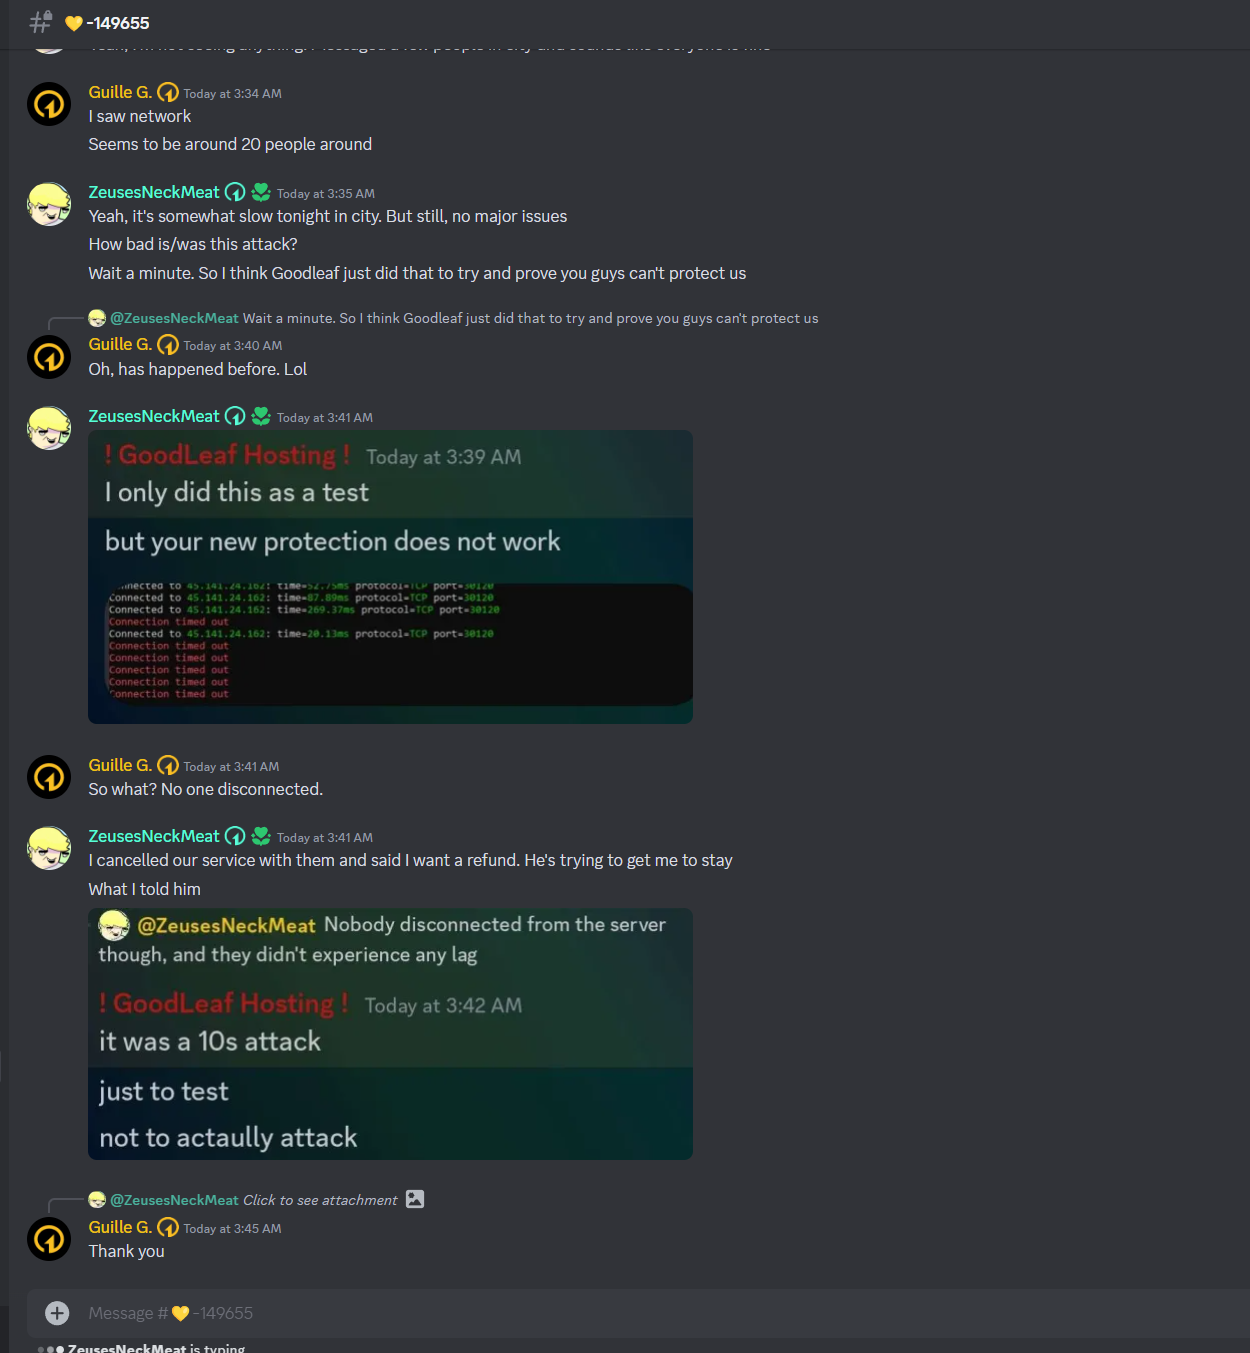 -149655
Guille G. Today at 3:34 AM
I saw network
Seems to be around 20 people around
ZeusesNeckMeat Today at 3:35 AM
Yeah, it's somewhat slow tonight in city. But still, no major issues
How bad is/was this attack?
Wait a minute. So I think Goodleaf just did that to try and prove you guys can't protect us
@ZeusesNeckMeat Wait a minute. So I think Goodleaf just did that to try and prove you guys can't protect us
Guille G. Today at 3:40 AM
Oh, has happened before. Lol
ZeusesNeckMeat Today at 3:41 AM
! GoodLeaf Hosting ! Today at 3:39 AM
I only did this as a test
but your new protection does not work
nnected to 45.141.24.162: time=52.75ms protocol=TCP port=30120
Connected to 45.141.24.162: time=87.89ms protocol=TCP port=30120
Connected to 45.141.24.162: time=269.37ms protocol=TCP port=30120
Connection timed out
Connected to 45.141.24.162: time=20.13ms protocol=TCP port=30120
Connection timed out
Connection timed out
Connection timed out
Connection timed out
Connection timed out
Guille G. Today at 3:41 AM
So what? No one disconnected.
ZeusesNeckMeat Today at 3:41 AM
I cancelled our service with them and said I want a refund. He's trying to get me to stay
What I told him
@ZeusesNeckMeat Nobody disconnected from the server
though, and they didn't experience any lag
! GoodLeaf Hosting ! Today at 3:42 AM
it was a 10s attack
just to test
not to actaully attack
@ZeusesNeckMeat Click to see attachment
Guille G. Today at 3:45 AM
Thank you
Message #💛-149655
ZeusesNeckMeat is typing